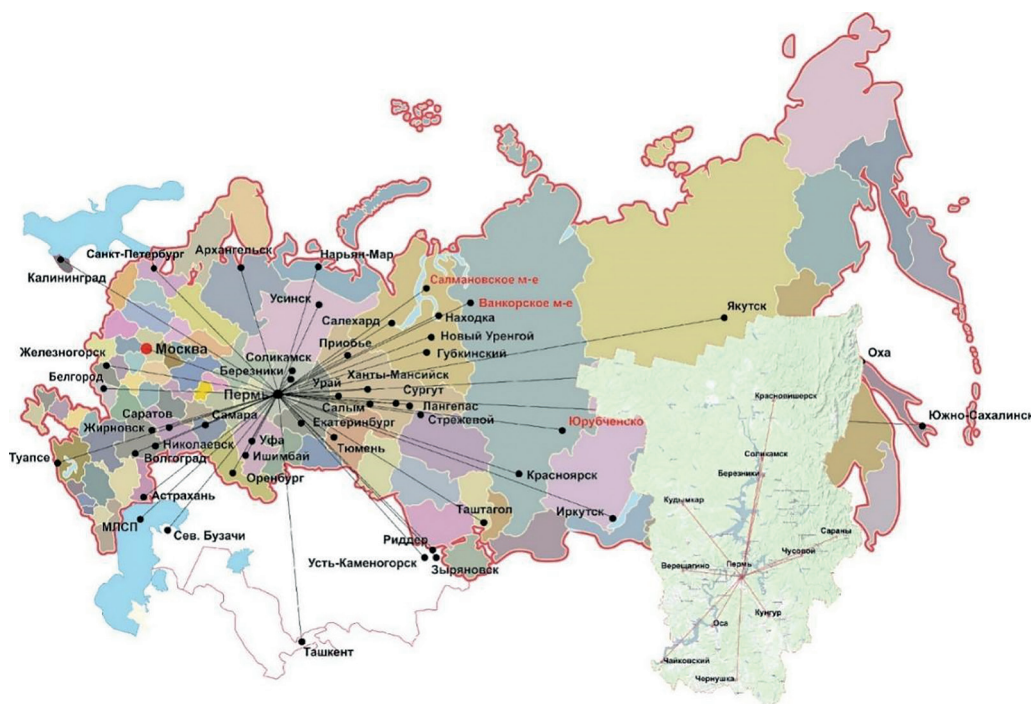 Санкт-Петербург
Архангельск
Нарьян-Мар
Калининград
Салмановское м-е
Усинск
Ванкорское м-е
Салехард
Находка
Якутск
Новый Уренгой
Приобье
Губкинский
Железногорск
Москва
Соликамск
Березники
Белгород
Ханты-Мансийск
Урай
Пермь
Сургут
Оха
Салым
Лангепас
Стрежевой
Саратов
Самара
Екатеринбург
Жирновск
Юрубченско
Южно-Сахалинск
Николаевск
Уфа
Тюмень
Туапсе
Волгоград
Ишимбай
Оренбург
Красноярск
Астрахань
Таштагол
Иркутск
МЛСП
Сев. Бузачи
Риддер
Усть-Каменогорск
Зыряновск
Ташкент
Красновишерск
Соликамск
Березники
Кудымкар
Сараны
Чусовой
Верещагино
Пермь
Кунгур
Оса
Чайковский
Чернушка